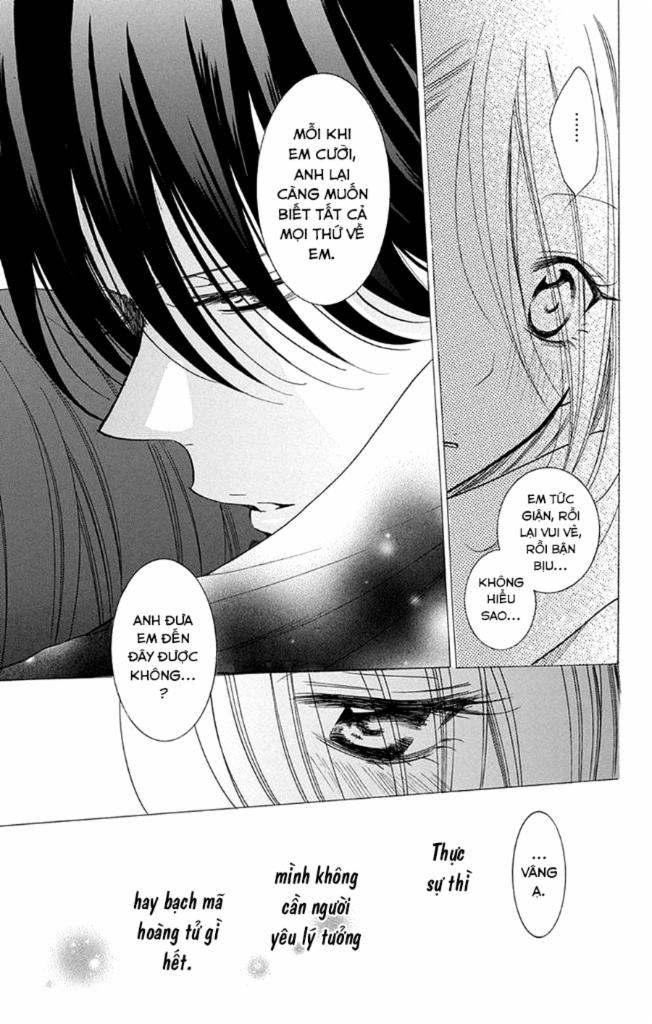 ......
EM TỨC
GIẬN, RỒI
LẠI VUI VẺ,
RỒI BẬN
BỊU...
KHÔNG
HIỂU
SAO...
MỖI KHI
EM CƯỜI,
ANH LẠI
CÀNG MUỐN
BIẾT TẤT CẢ
MỌI THỨ VỀ
EM.
ANH ĐƯA
EM ĐẾN
ĐÂY ĐƯỢC
KHÔNG...
?
...
VÂNG
Ạ.
Thực
sự thì
mình không
cần người
yêu lý tưởng
hay bạch mã
hoàng tử gì
hết.